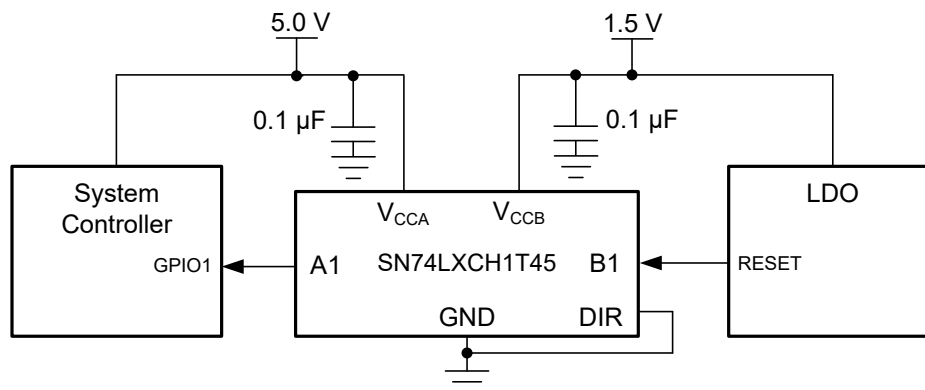 5.0 V
1.5 V
0.1 µF
0.1 µF
System
Controller
GPIO1
VCCA
VCCB
A1
SN74LXCH1T45
B1
GND
DIR
LDO
RESET